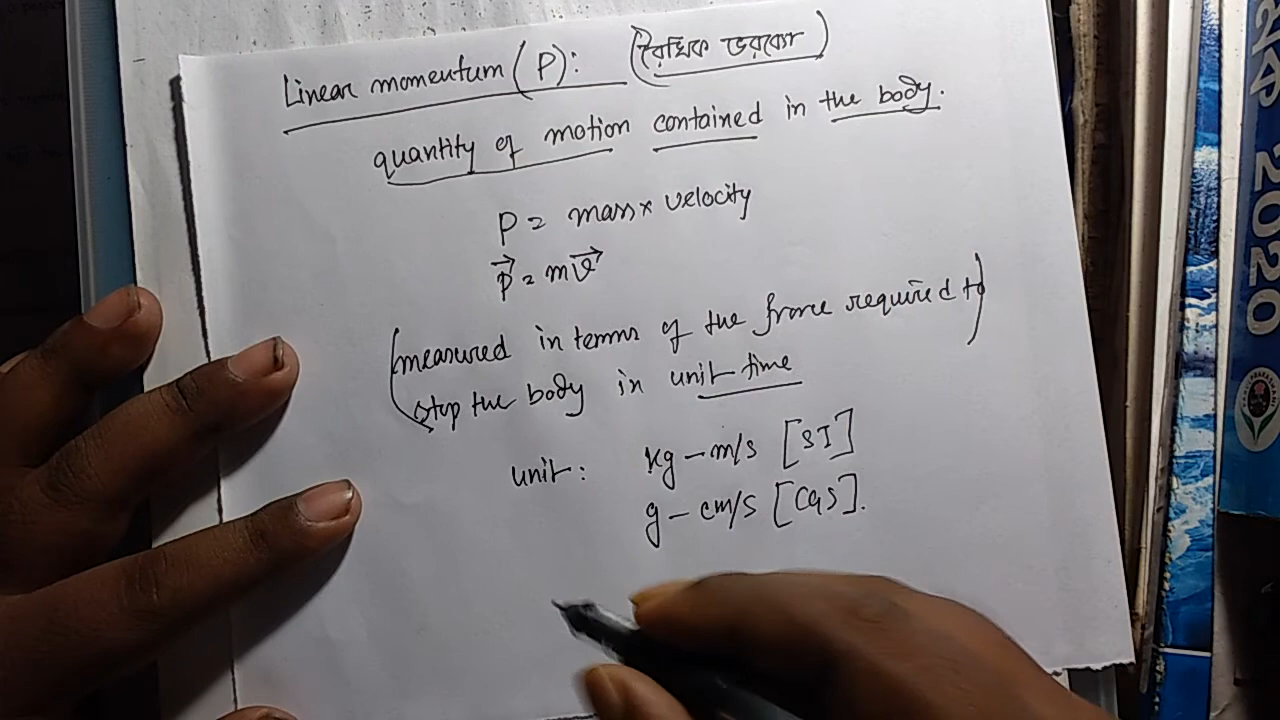 Linear momentum (P): (রৈখিক ভরবেগ)
quantity of motion contained in the body.
P = mass x velocity
p⃗ = mv⃗
(measured in terms of the force required to
stop the body in unit time)
unit: kg-m/s [SI]
g-cm/s [CGS].
2020